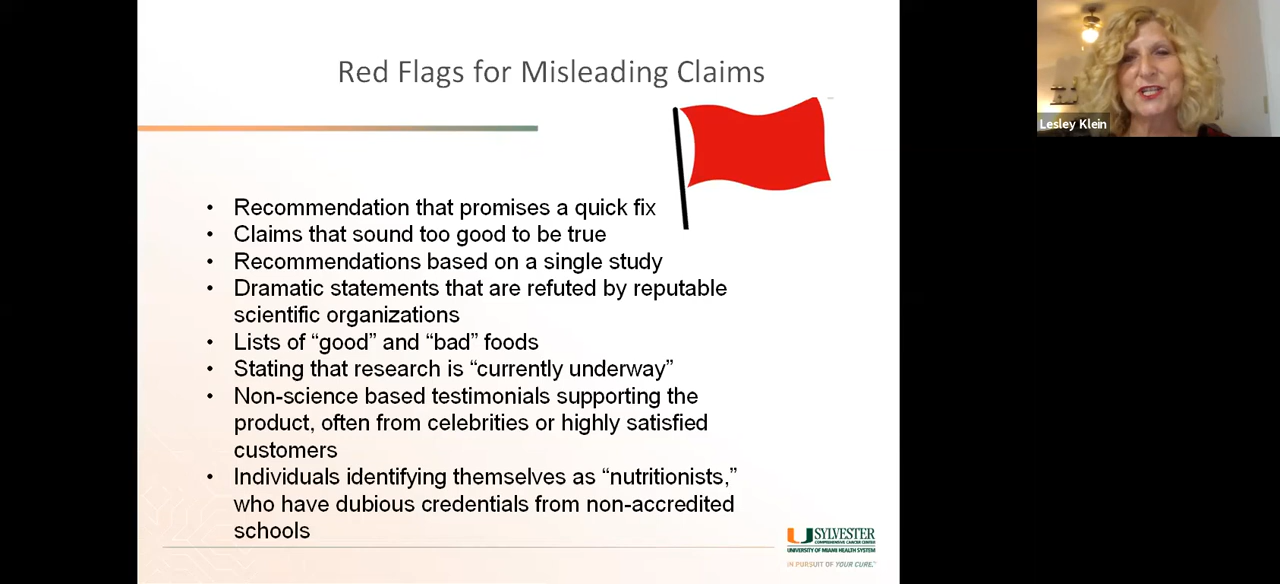 Red Flags for Misleading Claims
Lesley Klein
• Recommendation that promises a quick fix
• Claims that sound too good to be true
• Recommendations based on a single study
• Dramatic statements that are refuted by reputable
scientific organizations
• Lists of “good” and “bad” foods
• Stating that research is “currently underway”
• Non-science based testimonials supporting the
product, often from celebrities or highly satisfied
customers
• Individuals identifying themselves as “nutritionists,”
who have dubious credentials from non-accredited
schools
SYLVESTER
COMPREHENSIVE CANCER CENTER
UNIVERSITY OF MIAMI HEALTH SYSTEM
IN PURSUIT OF YOUR CURE.™